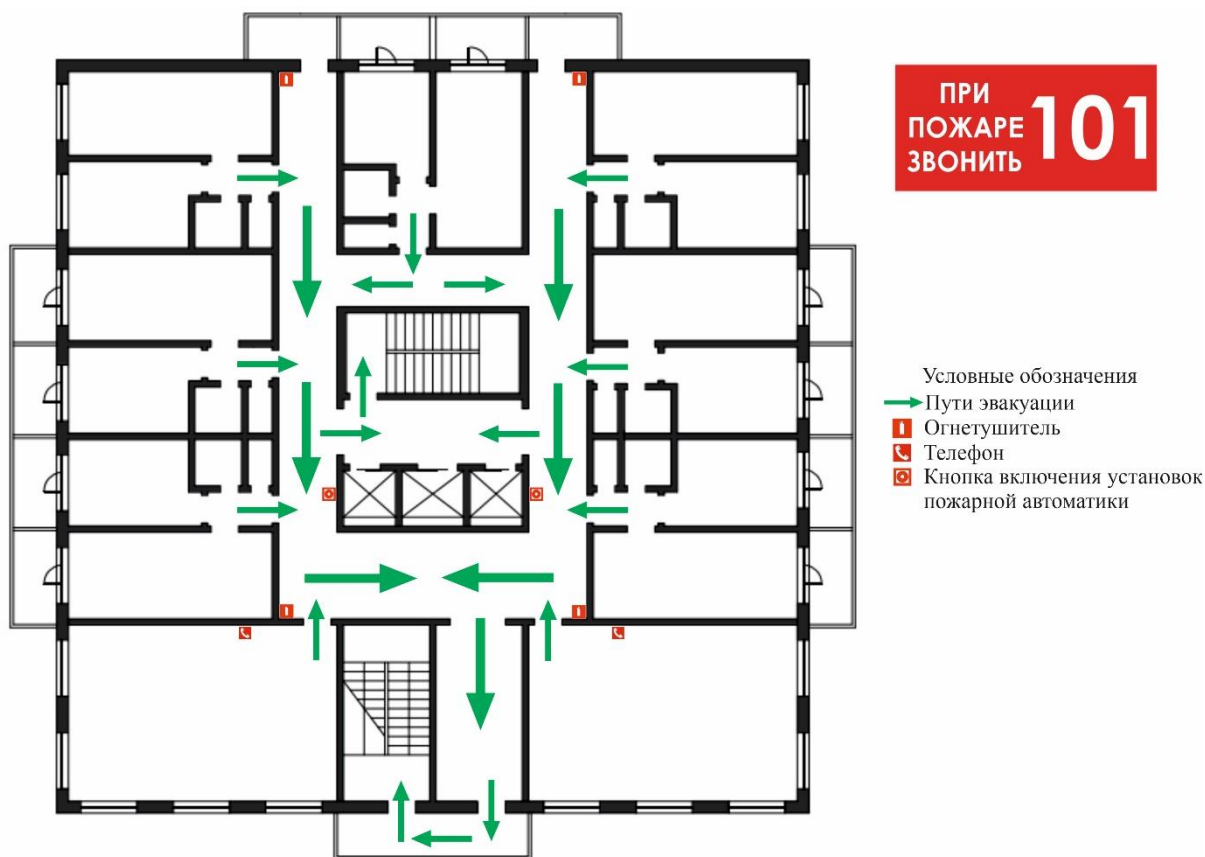 ПРИ
ПОЖАРЕ
ЗВОНИТЬ
101
Условные обозначения
Пути эвакуации
Огнетушитель
Телефон
Кнопка включения установок
пожарной автоматики